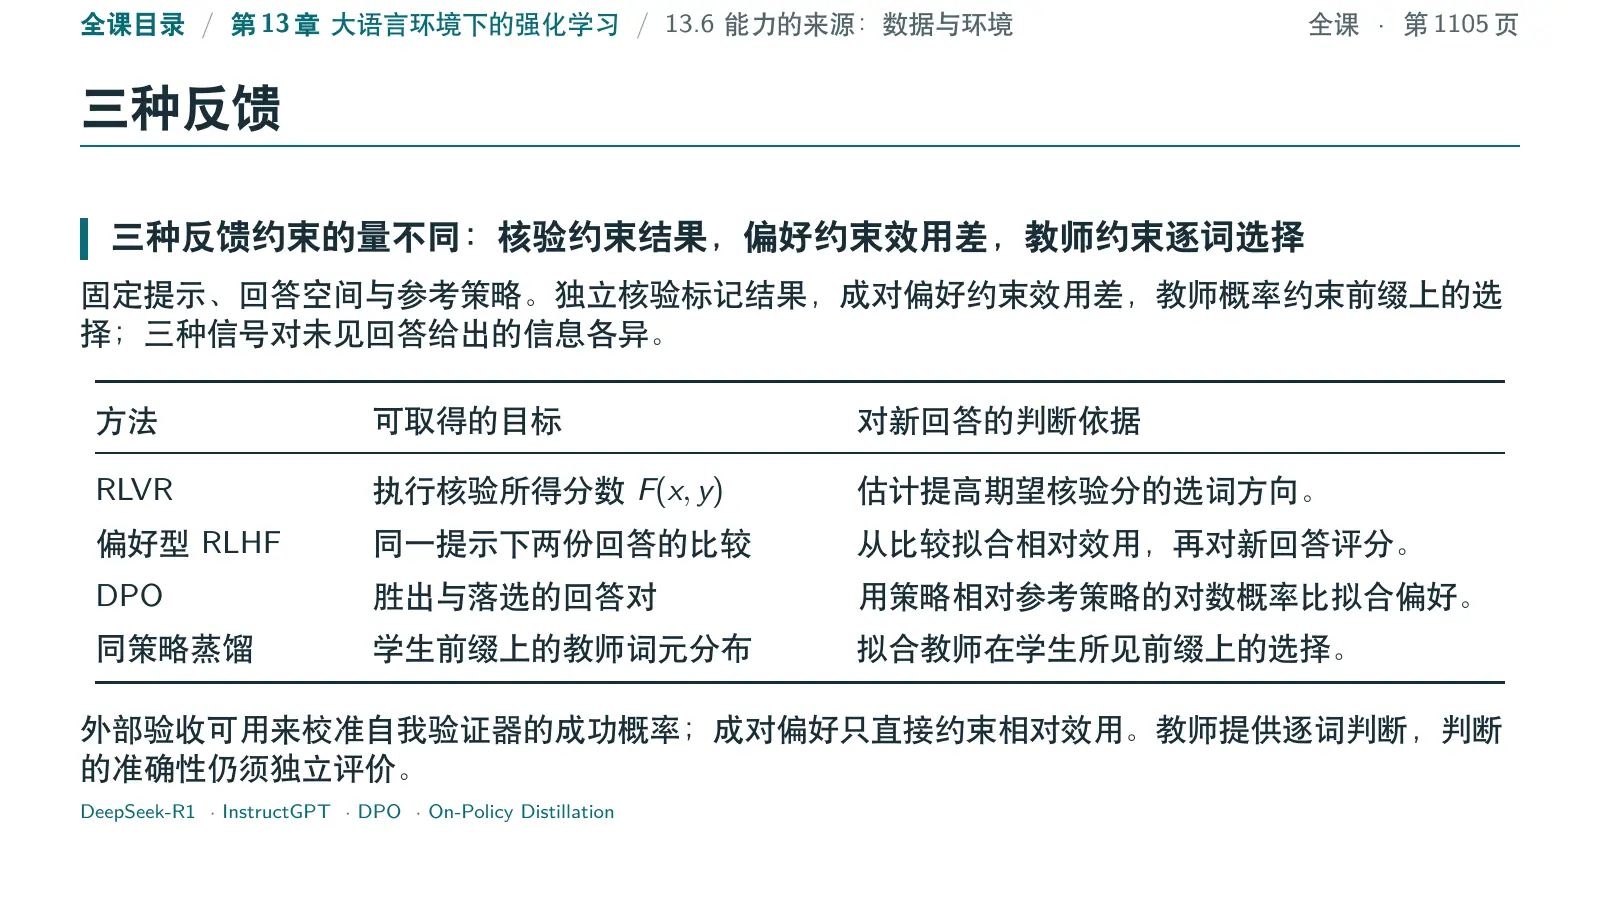 全课目录 / 第 13 章 大语言环境下的强化学习 / 13.6 能力的来源：数据与环境 全课 · 第 1105 页
三种反馈
三种反馈约束的量不同：核验约束结果，偏好约束效用差，教师约束逐词选择
固定提示、回答空间与参考策略。独立核验标记结果，成对偏好约束效用差，教师概率约束前缀上的选
择；三种信号对未见回答给出的信息各异。
方法 可取得的目标 对新回答的判断依据
RLVR 执行核验所得分数 F(x, y) 估计提高期望核验分的选词方向。
偏好型 RLHF 同一提示下两份回答的比较 从比较拟合相对效用，再对新回答评分。
DPO 胜出与落选的回答对 用策略相对参考策略的对数概率比拟合偏好。
同策略蒸馏 学生前缀上的教师词元分布 拟合教师在学生所见前缀上的选择。
外部验收可用来校准自我验证器的成功概率；成对偏好只直接约束相对效用。教师提供逐词判断，判断
的准确性仍须独立评价。
DeepSeek-R1 · InstructGPT · DPO · On-Policy Distillation